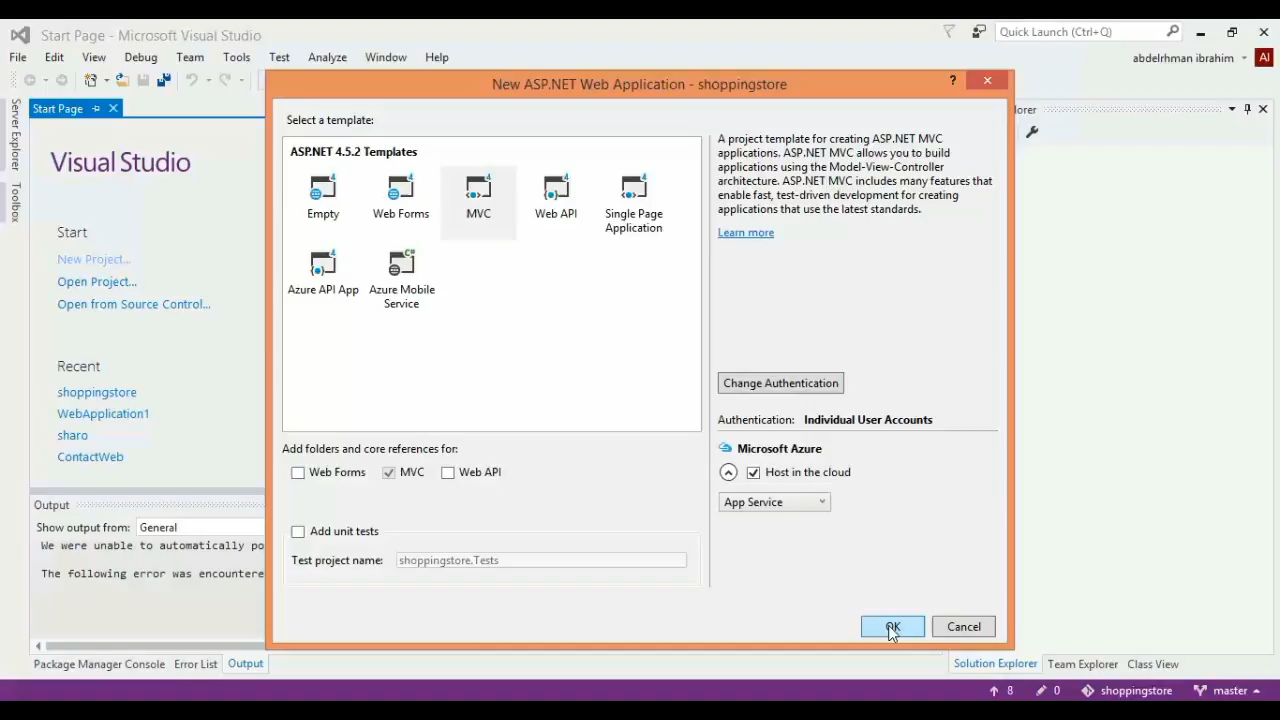 Start Page - Microsoft Visual Studio
Quick Launch (Ctrl+Q)
File Edit View Debug Team Tools Test Analyze Window Help
abdelrhman ibrahim
AI
New ASP.NET Web Application - shoppingstore
?
Start Page
orer
Server Explorer
Toolbox
Select a template:
ASP.NET 4.5.2 Templates
Empty
Web Forms
MVC
Web API
Single Page
Application
Azure API App
Azure Mobile
Service
A project template for creating ASP.NET MVC
applications. ASP.NET MVC allows you to build
applications using the Model-View-Controller
architecture. ASP.NET MVC includes many features that
enable fast, test-driven development for creating
applications that use the latest standards.
Learn more
Visual Studio
Start
New Project...
Open Project...
Open from Source Control...
Recent
shoppingstore
WebApplication1
sharo
ContactWeb
Change Authentication
Authentication: Individual User Accounts
Microsoft Azure
Host in the cloud
App Service
Add folders and core references for:
Web Forms MVC Web API
Add unit tests
Test project name: shoppingstore.Tests
OK
Cancel
Output
Show output from: General
We were unable to automatically po
The following error was encountere
Package Manager Console Error List Output
Solution Explorer Team Explorer Class View
8 0 shoppingstore master